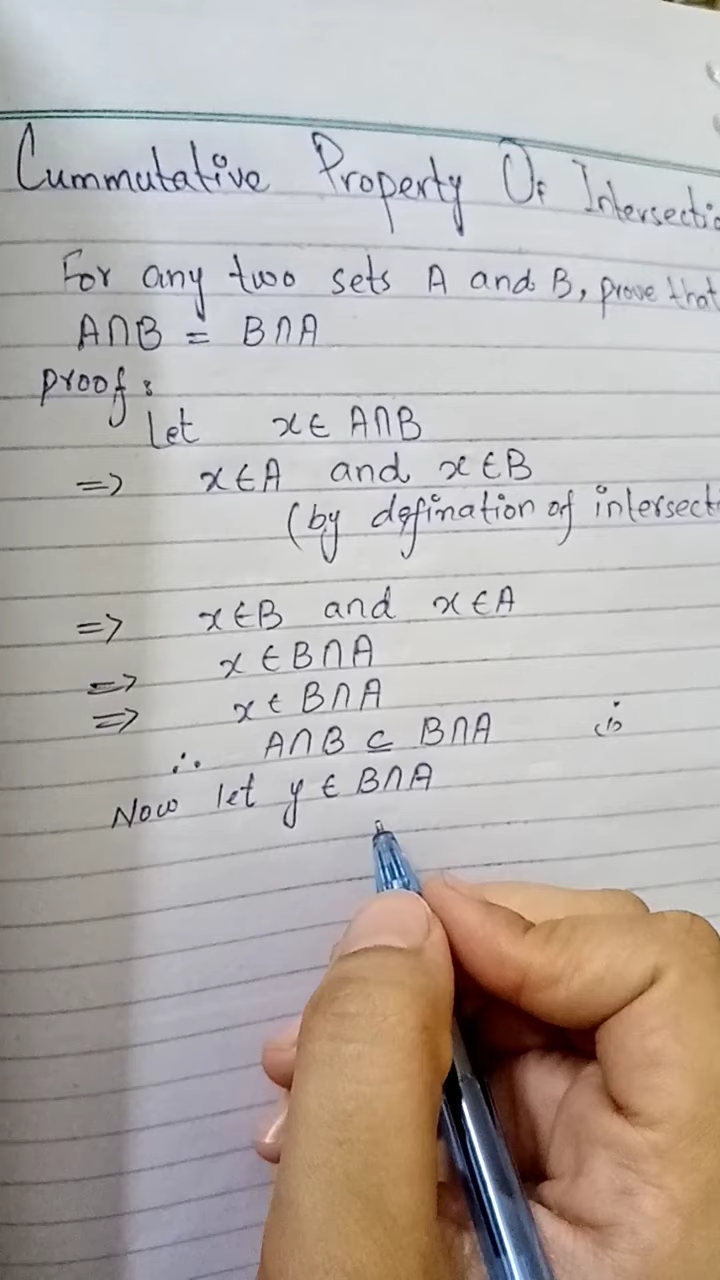 Cummutative Property Of Intersectio
For any two sets A and B, prove that
A∩B = B∩A
proof:
Let x∈A∩B
=> x∈A and x∈B
(by defination of intersect
=> x∈B and x∈A
=> x∈B∩A
=> x∈B∩A
∴ A∩B ⊆ B∩A (i)
Now let y∈B∩A